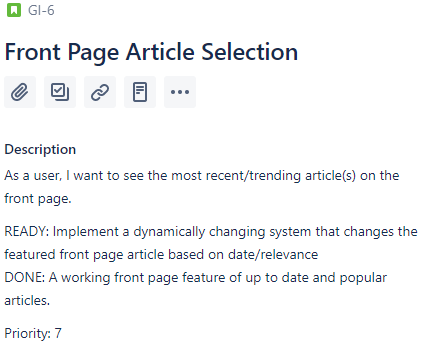 GI-6
Front Page Article Selection
Description
As a user, I want to see the most recent/trending article(s) on the
front page.
READY: Implement a dynamically changing system that changes the
featured front page article based on date/relevance
DONE: A working front page feature of up to date and popular
articles.
Priority: 7